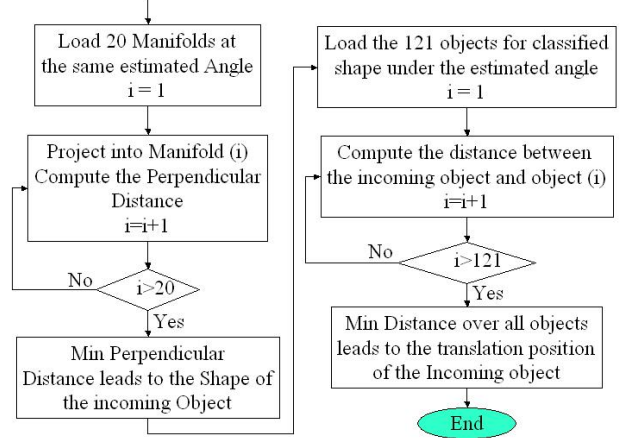 Load 20 Manifolds at
the same estimated Angle
i = 1
Project into Manifold (i)
Compute the Perpendicular
Distance
i=i+1
No
i>20
Yes
Min Perpendicular
Distance leads to the Shape of
the incoming Object
Load the 121 objects for classified
shape under the estimated angle
i = 1
Compute the distance between
the incoming object and object (i)
i=i+1
No
i>121
Yes
Min Distance over all objects
leads to the translation position
of the Incoming object
End